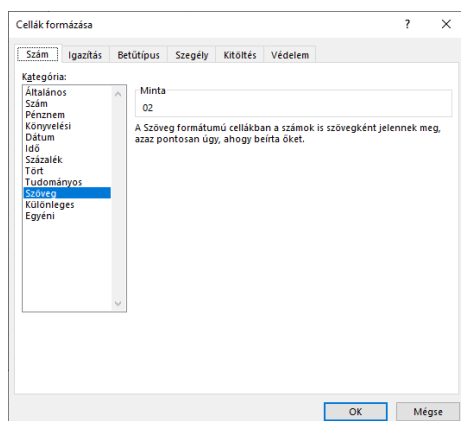 Cellák formázása ? ×
Szám Igazítás Betűtípus Szegély Kitöltés Védelem
Kategória:
Általános
Szám
Pénznem
Könyvelési
Dátum
Idő
Százalék
Tört
Tudományos
Szöveg
Különleges
Egyéni
Minta
02
A Szöveg formátumú cellákban a számok is szövegként jelennek meg,
azaz pontosan úgy, ahogy beírta őket.
OK Mégse